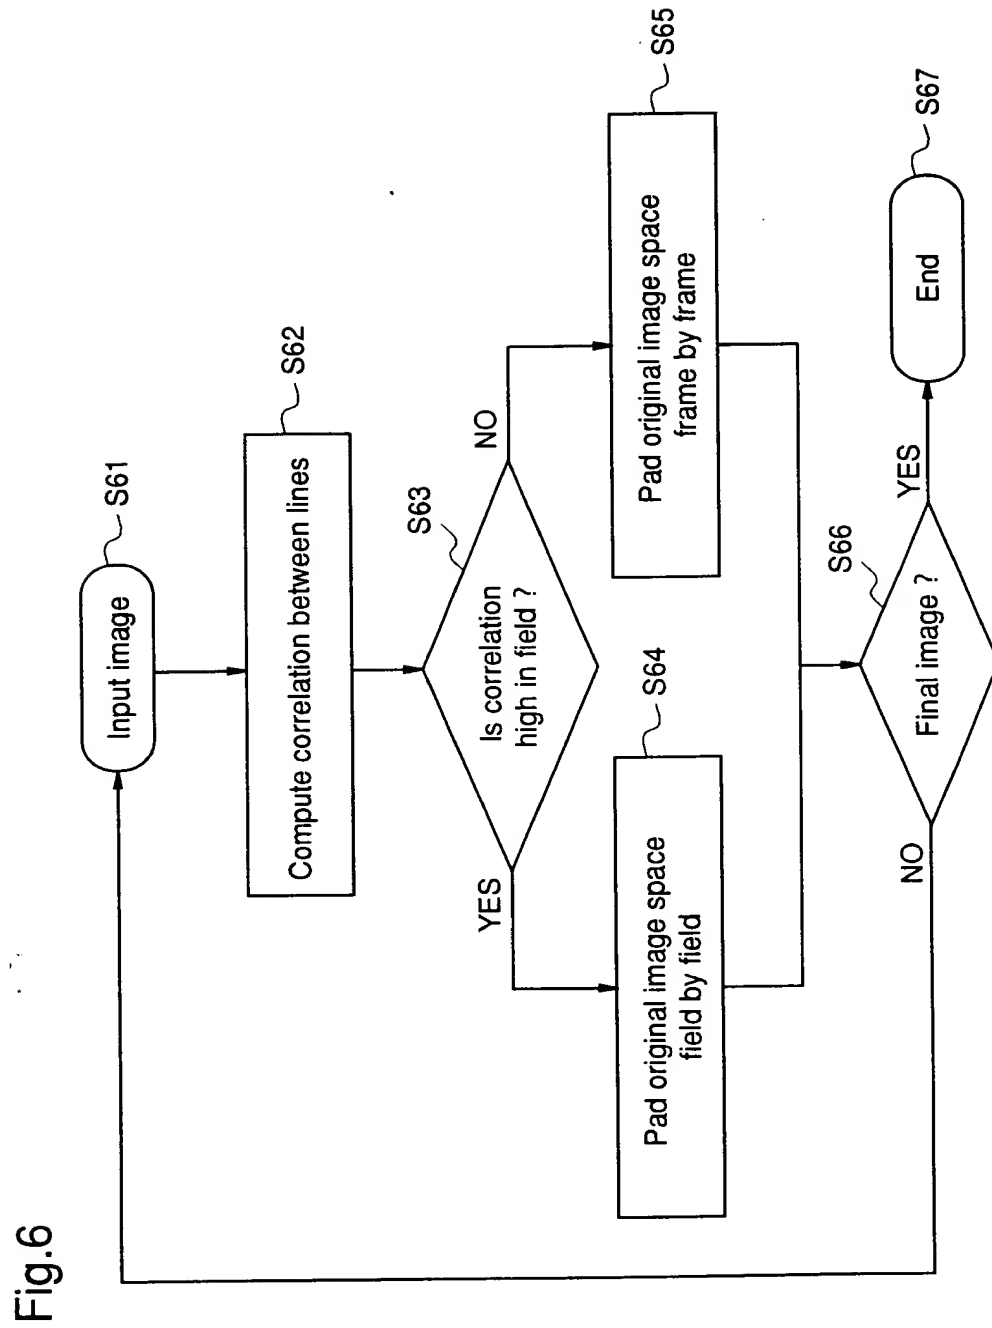 Fig.6
Input image
S61
Compute correlation between lines
S62
Is correlation
high in field ?
S63
YES
NO
Pad original image space
field by field
S64
Pad original image space
frame by frame
S65
Final image ?
S66
NO
YES
End
S67